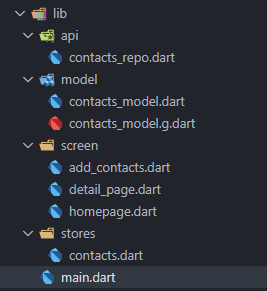 lib
api
contacts_repo.dart
model
contacts_model.dart
contacts_model.g.dart
screen
add_contacts.dart
detail_page.dart
homepage.dart
stores
contacts.dart
main.dart